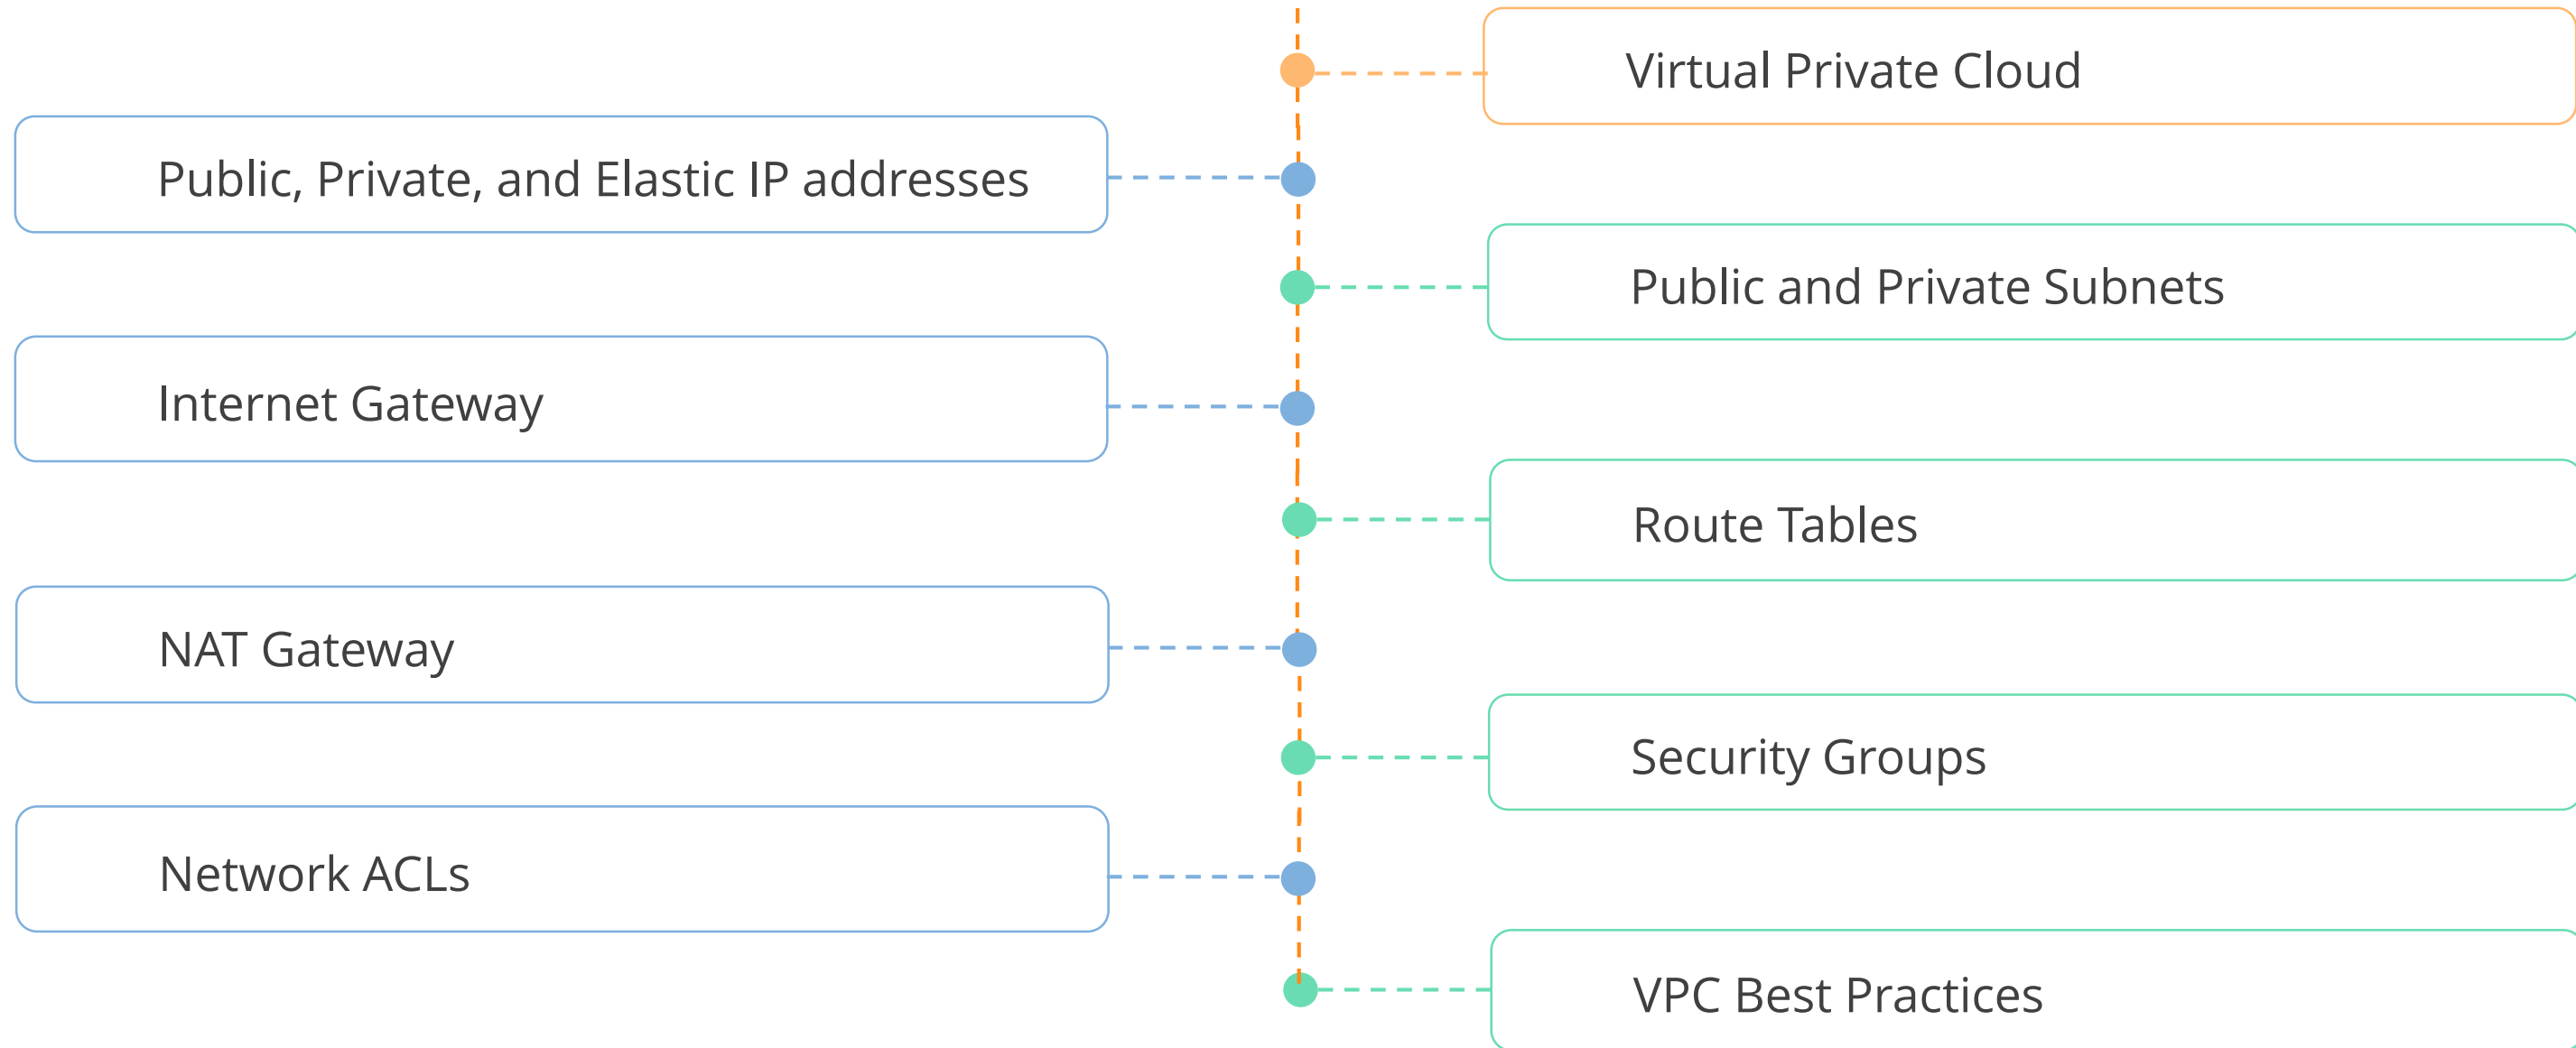 Virtual Private Cloud
Public, Private, and Elastic IP addresses
Public and Private Subnets
Internet Gateway
Route Tables
NAT Gateway
Security Groups
Network ACLs
VPC Best Practices